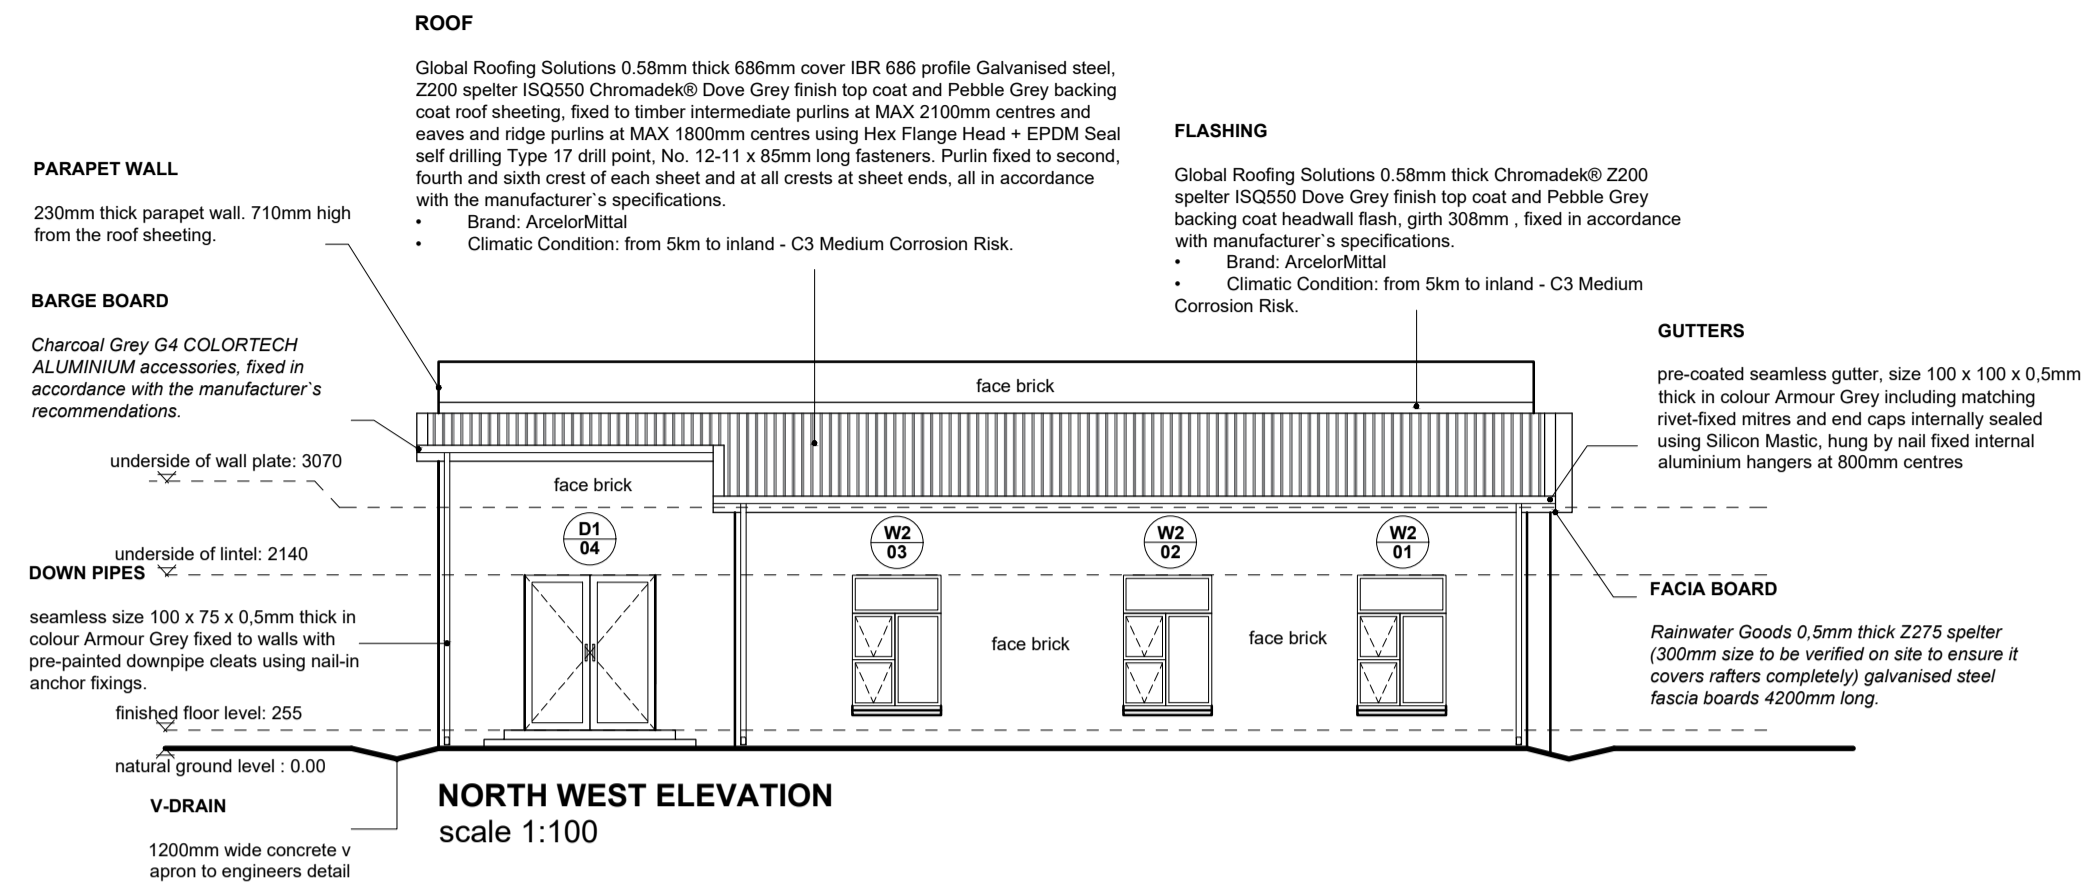 ROOF
Global Roofing Solutions 0.58mm thick 686mm cover IBR 686 profile Galvanised steel,
Z200 spelter ISQ550 Chromadek® Dove Grey finish top coat and Pebble Grey backing
coat roof sheeting, fixed to timber intermediate purlins at MAX 2100mm centres and
eaves and ridge purlins at MAX 1800mm centres using Hex Flange Head + EPDM Seal
self drilling Type 17 drill point, No. 12-11 x 85mm long fasteners. Purlin fixed to second,
fourth and sixth crest of each sheet and at all crests at sheet ends, all in accordance
with the manufacturer`s specifications.
• Brand: ArcelorMittal
• Climatic Condition: from 5km to inland - C3 Medium Corrosion Risk.
FLASHING
Global Roofing Solutions 0.58mm thick Chromadek® Z200
spelter ISQ550 Dove Grey finish top coat and Pebble Grey
backing coat headwall flash, girth 308mm , fixed in accordance
with manufacturer`s specifications.
• Brand: ArcelorMittal
• Climatic Condition: from 5km to inland - C3 Medium
Corrosion Risk.
PARAPET WALL
230mm thick parapet wall. 710mm high
from the roof sheeting.
BARGE BOARD
Charcoal Grey G4 COLORTECH
ALUMINIUM accessories, fixed in
accordance with the manufacturer`s
recommendations.
GUTTERS
pre-coated seamless gutter, size 100 x 100 x 0,5mm
thick in colour Armour Grey including matching
rivet-fixed mitres and end caps internally sealed
using Silicon Mastic, hung by nail fixed internal
aluminium hangers at 800mm centres
face brick
underside of wall plate: 3070
face brick
D1
04
W2
03
W2
02
W2
01
underside of lintel: 2140
DOWN PIPES
seamless size 100 x 75 x 0,5mm thick in
colour Armour Grey fixed to walls with
pre-painted downpipe cleats using nail-in
anchor fixings.
face brick
face brick
FACIA BOARD
Rainwater Goods 0,5mm thick Z275 spelter
(300mm size to be verified on site to ensure it
covers rafters completely) galvanised steel
fascia boards 4200mm long.
finished floor level: 255
natural ground level : 0.00
V-DRAIN
1200mm wide concrete v
apron to engineers detail
NORTH WEST ELEVATION
scale 1:100